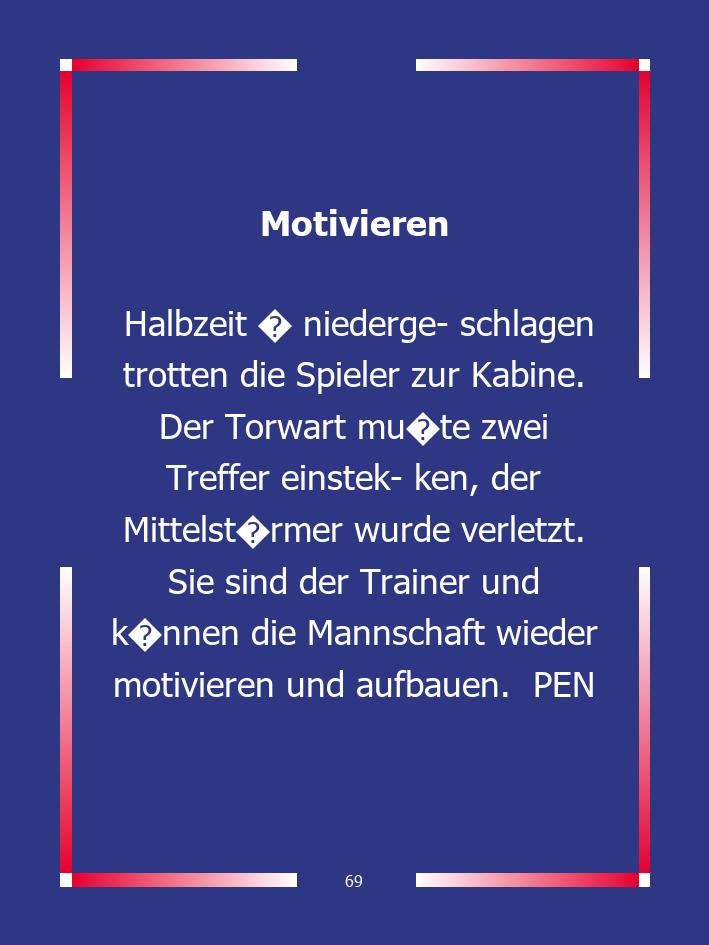 Motivieren
Halbzeit � niederge- schlagen
trotten die Spieler zur Kabine.
Der Torwart mu�te zwei
Treffer einstek- ken, der
Mittelst�rmer wurde verletzt.
Sie sind der Trainer und
k�nnen die Mannschaft wieder
motivieren und aufbauen.  PEN
69